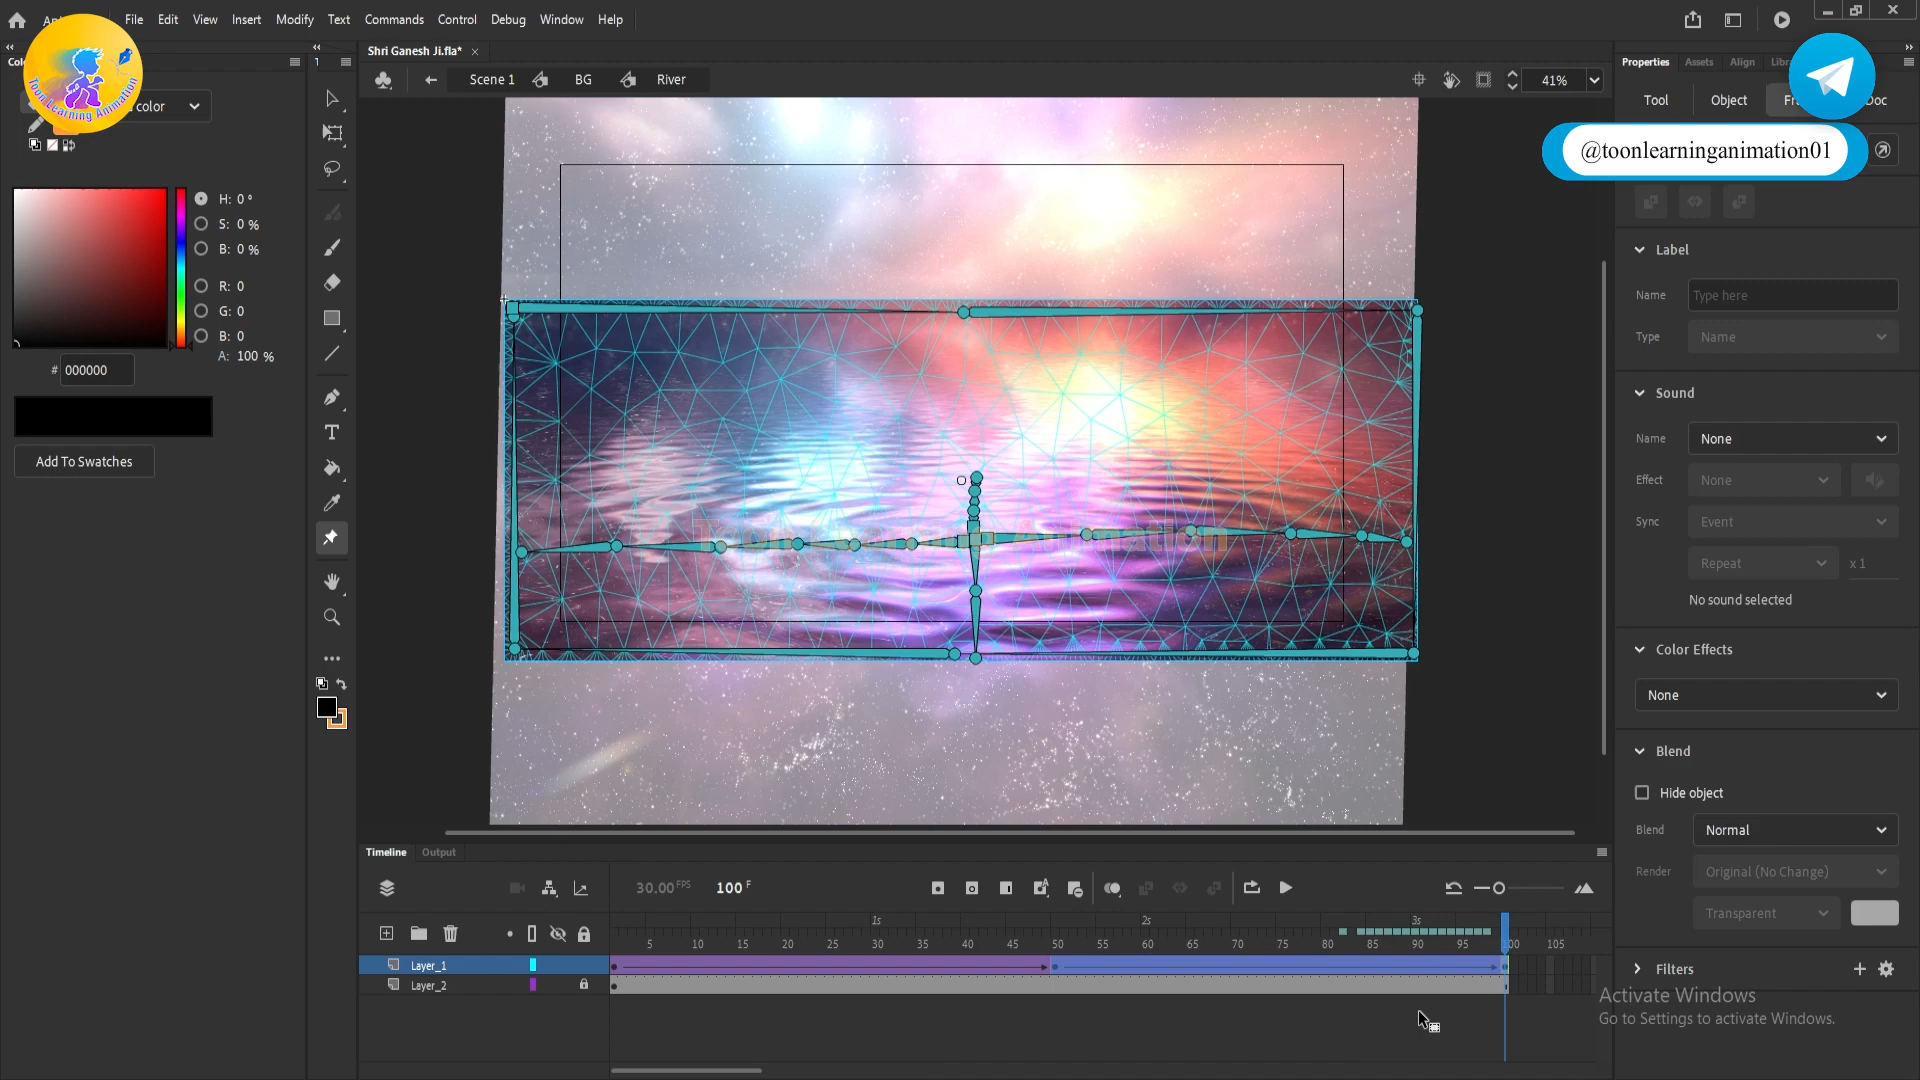 File Edit View Insert Modify Text Commands Control Debug Window Help
Shri Ganesh Ji.fla*
Toon Learning Animation
color
Scene 1 BG River
41%
Properties Assets Align
Tool Object Doc
@toonlearninganimation01
H: 0 °
S: 0 %
B: 0 %
R: 0
G: 0
B: 0
A: 100 %
# 000000
Add To Swatches
Label
Name Type here
Type Name
Sound
Name None
Effect None
Sync Event
Repeat x 1
No sound selected
Color Effects
None
Blend
Hide object
Blend Normal
Render Original (No Change)
Transparent
Filters
Toon Learning Animation
Timeline Output
30.00 FPS 100 F
1s 2s 3s
5 10 15 20 25 30 35 40 45 50 55 60 65 70 75 80 85 90 95 100 105
Layer_1
Layer_2
Activate Windows
Go to Settings to activate Windows.